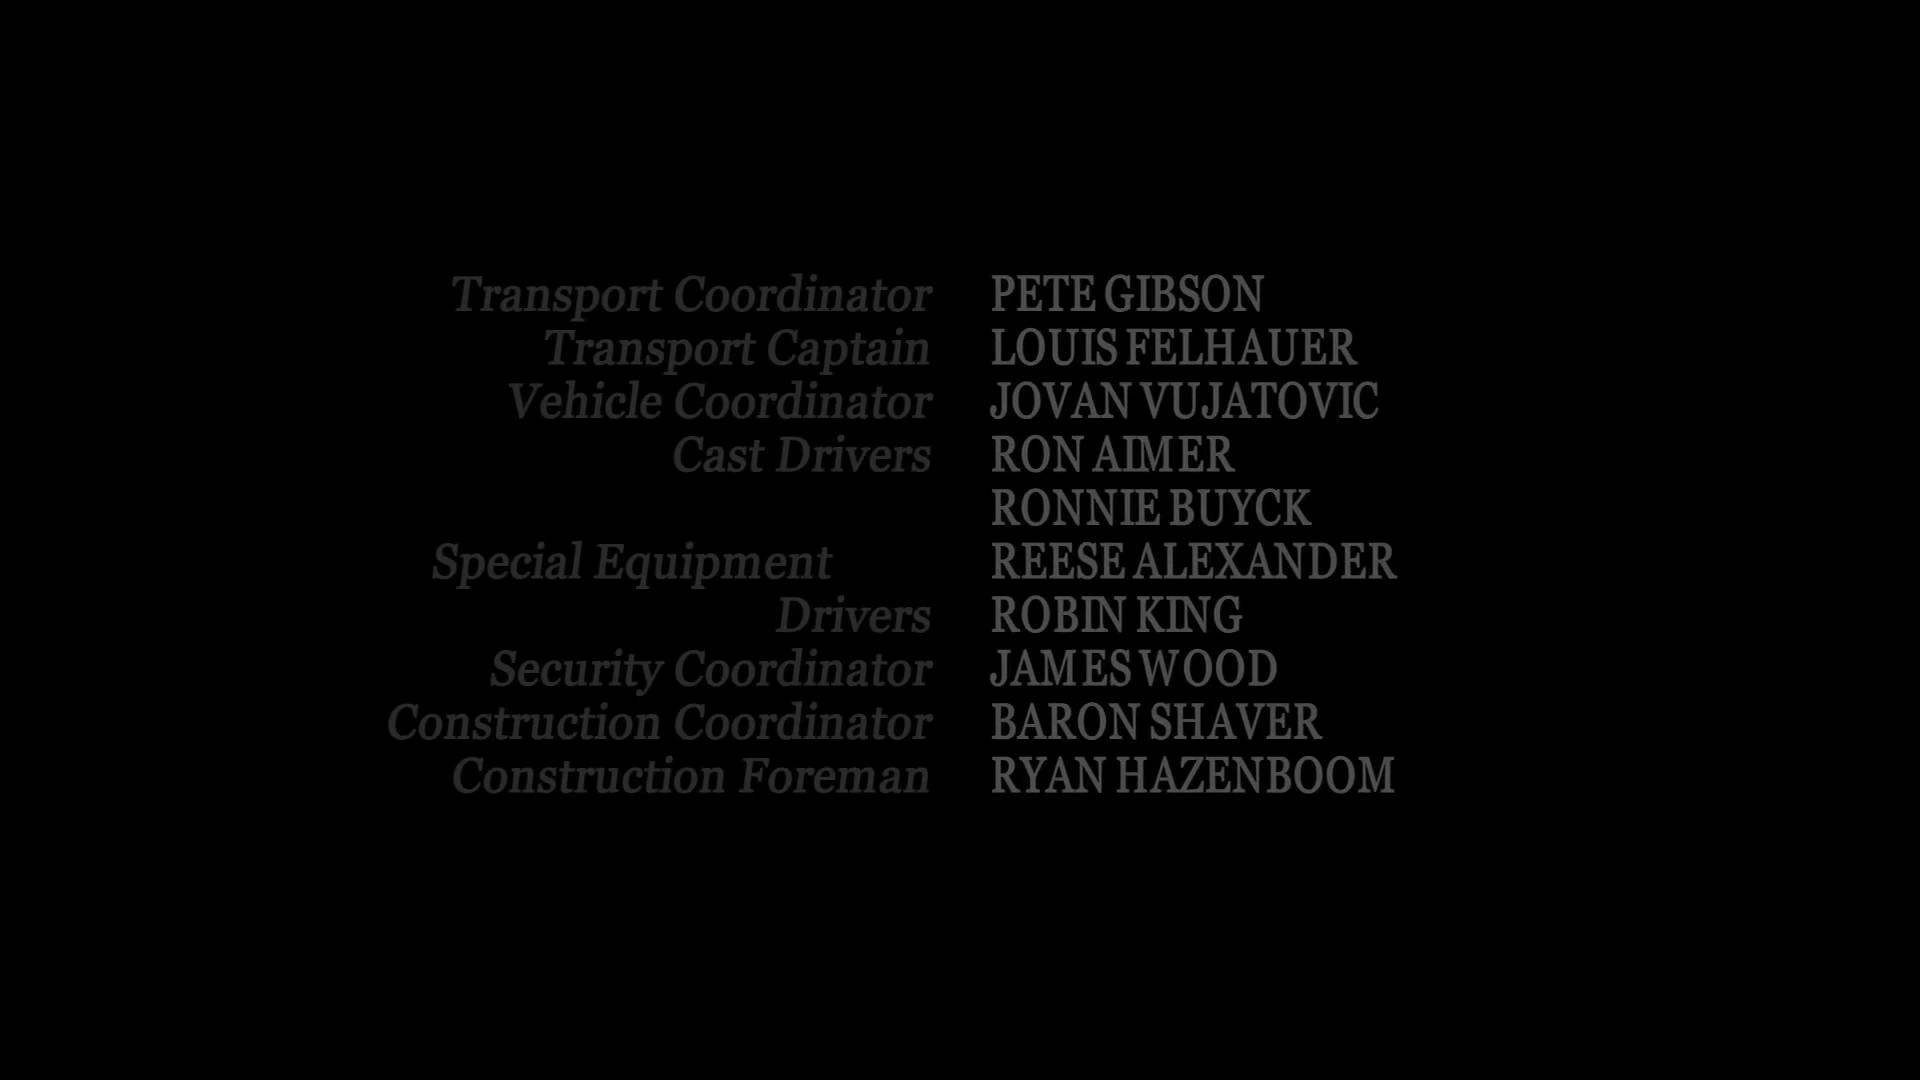 Transport Coordinator PETE GIBSON
Transport Captain LOUIS FELHAUER
Vehicle Coordinator JOVAN VUJATOVIC
Cast Drivers RON AIMER
RONNIE BUYCK
Special Equipment REESE ALEXANDER
Drivers ROBIN KING
Security Coordinator JAMES WOOD
Construction Coordinator BARON SHAVER
Construction Foreman RYAN HAZENBOOM